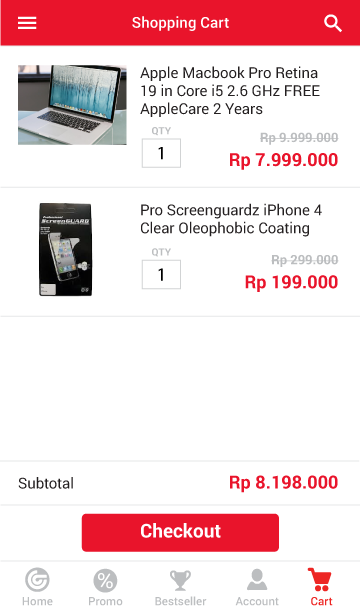 Shopping Cart
Apple Macbook Pro Retina
19 in Core i5 2.6 GHz FREE
AppleCare 2 Years
QTY
1
Rp 9.999.000
Rp 7.999.000
Pro Screenguardz iPhone 4
Clear Oleophobic Coating
ScreenGUARD
QTY
1
Rp 299.000
Rp 199.000
Subtotal
Rp 8.198.000
Checkout
Home
Promo
Bestseller
Account
Cart